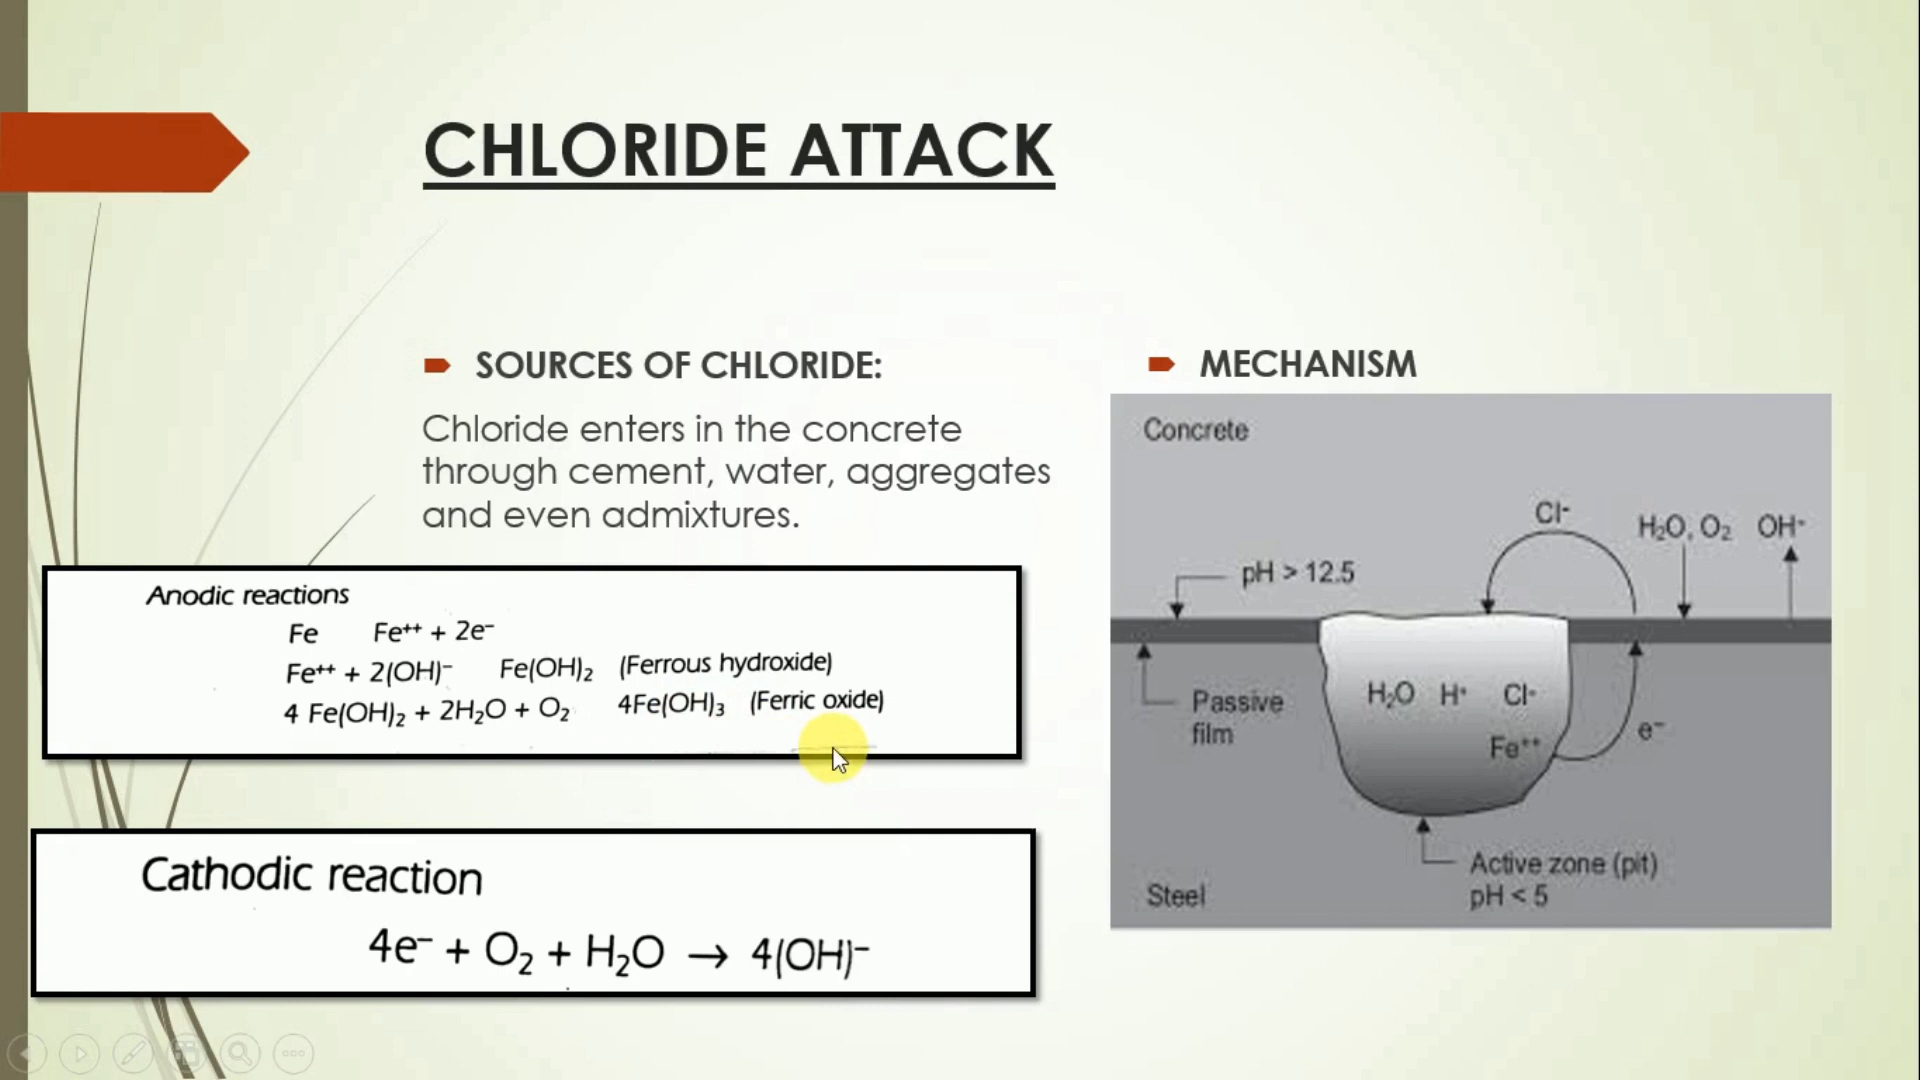 CHLORIDE ATTACK
SOURCES OF CHLORIDE:
Chloride enters in the concrete
through cement, water, aggregates
and even admixtures.
Anodic reactions
Fe Fe⁺⁺ + 2e⁻
Fe⁺⁺ + 2(OH)⁻ Fe(OH)₂ (Ferrous hydroxide)
4 Fe(OH)₂ + 2H₂O + O₂ 4Fe(OH)₃ (Ferric oxide)
Cathodic reaction
4e⁻ + O₂ + H₂O → 4(OH)⁻
MECHANISM
Concrete
Cl⁻
H₂O, O₂ OH⁻
pH > 12.5
Passive
film
H₂O H⁺ Cl⁻
Fe⁺⁺
e⁻
Active zone (pit)
pH < 5
Steel